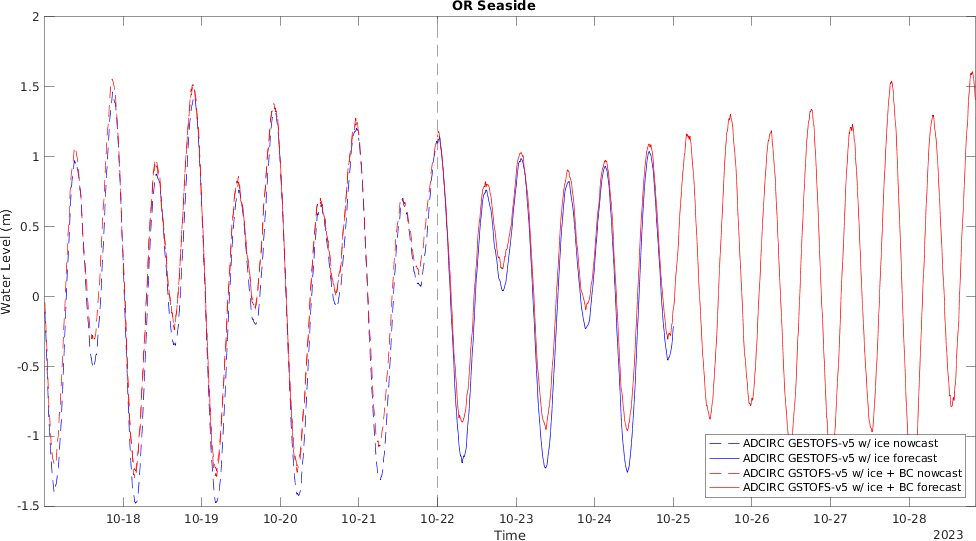 OR Seaside
2
1.5
1
0.5
0
-0.5
-1
-1.5
Water Level (m)
10-18 10-19 10-20 10-21 10-22 10-23 10-24 10-25 10-26 10-27 10-28
Time
2023
ADCIRC GESTOFS-v5 w/ ice nowcast
ADCIRC GESTOFS-v5 w/ ice forecast
ADCIRC GSTOFS-v5 w/ ice + BC nowcast
ADCIRC GSTOFS-v5 w/ ice + BC forecast